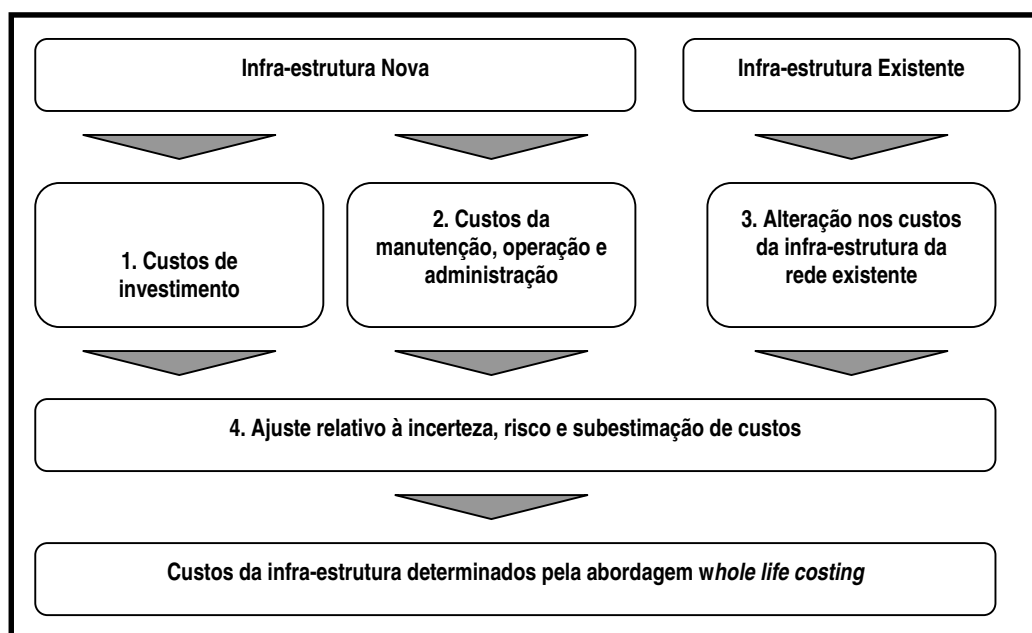 Infra-estrutura Nova
Infra-estrutura Existente
1. Custos de
investimento
2. Custos da
manutenção, operação e
administração
3. Alteração nos custos
da infra-estrutura da
rede existente
4. Ajuste relativo à incerteza, risco e subestimação de custos
Custos da infra-estrutura determinados pela abordagem whole life costing